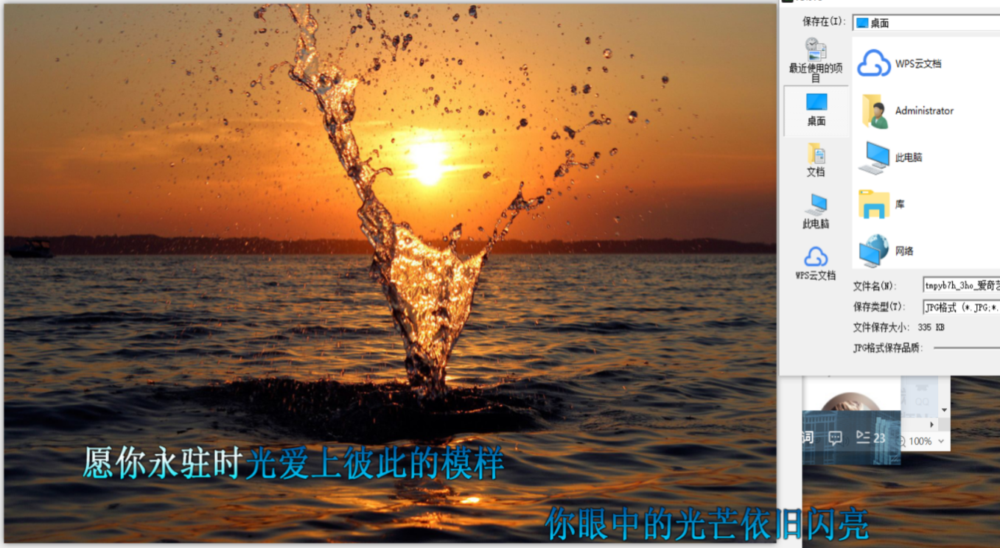 保存在(I):
桌面
最近使用的项
目
桌面
文档
此电脑
WPS云文档
WPS云文档
Administrator
此电脑
库
网络
文件名(N):
tmpyb7h_3ho_爱奇艺
保存类型(T):
JPG格式 (*.JPG;*.
文件保存大小: 335 KB
JPG格式保存品质:
词
23
100%
愿你永驻时光爱上彼此的模样
你眼中的光芒依旧闪亮